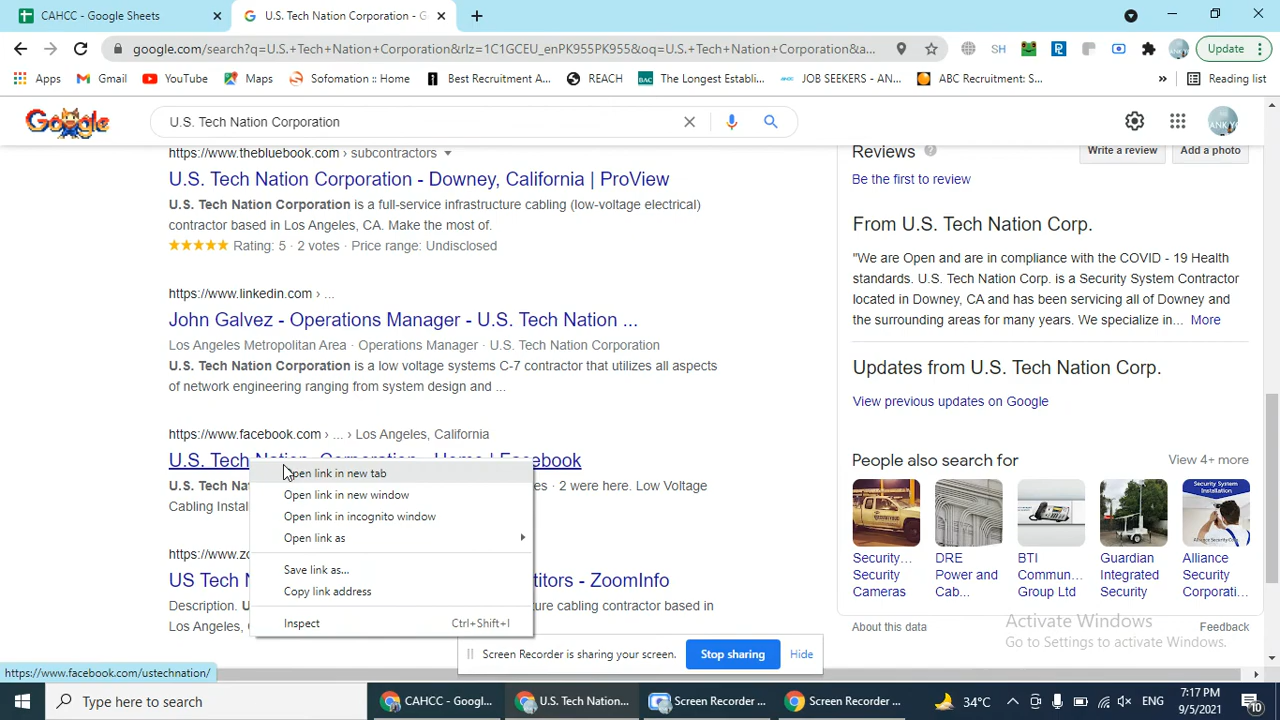 CAHCC - Google Sheets
U.S. Tech Nation Corporation - G
google.com/search?q=U.S.+Tech+Nation+Corporation&rlz=1C1GCEU_enPK955PK955&oq=U.S.+Tech+Nation+Corporation&a...
SH
Update
Apps
Gmail
YouTube
Maps
Sofomation :: Home
Best Recruitment A...
REACH
BAC
The Longest Establi...
JOB SEEKERS - AN...
ABC Recruitment: S...
»
Reading list
Google
U.S. Tech Nation Corporation
https://www.thebluebook.com › subcontractors
U.S. Tech Nation Corporation - Downey, California | ProView
U.S. Tech Nation Corporation is a full-service infrastructure cabling (low-voltage electrical)
contractor based in Los Angeles, CA. Make the most of.
Rating: 5 · 2 votes · Price range: Undisclosed
https://www.linkedin.com › ...
John Galvez - Operations Manager - U.S. Tech Nation ...
Los Angeles Metropolitan Area · Operations Manager · U.S. Tech Nation Corporation
U.S. Tech Nation Corporation is a low voltage systems C-7 contractor that utilizes all aspects
of network engineering ranging from system design and ...
https://www.facebook.com › ... › Los Angeles, California
U.S. Tech Nation Corporation - Home | Facebook
U.S. Tech Na
es · 2 were here. Low Voltage
Cabling Instal
https://www.zo
US Tech N
titors - ZoomInfo
Description. U
ture cabling contractor based in
Los Angeles,
Open link in new tab
Open link in new window
Open link in incognito window
Open link as
Save link as...
Copy link address
Inspect Ctrl+Shift+I
Reviews
Write a review
Add a photo
Be the first to review
From U.S. Tech Nation Corp.
"We are Open and are in compliance with the COVID - 19 Health
standards. U.S. Tech Nation Corp. is a Security System Contractor
located in Downey, CA and has been servicing all of Downey and
the surrounding areas for many years. We specialize in... More
Updates from U.S. Tech Nation Corp.
View previous updates on Google
People also search for
View 4+ more
Security System
Installation
Security...
Security
Cameras
DRE
Power and
Cab...
BTI
Commun...
Group Ltd
Guardian
Integrated
Security
Alliance
Security
Corporati...
About this data
Feedback
Activate Windows
Go to Settings to activate Windows.
Screen Recorder is sharing your screen.
Stop sharing
Hide
https://www.facebook.com/ustechnation/
Type here to search
CAHCC - Googl...
U.S. Tech Nation...
Screen Recorder ...
Screen Recorder ...
34°C
ENG
7:17 PM
9/5/2021
10